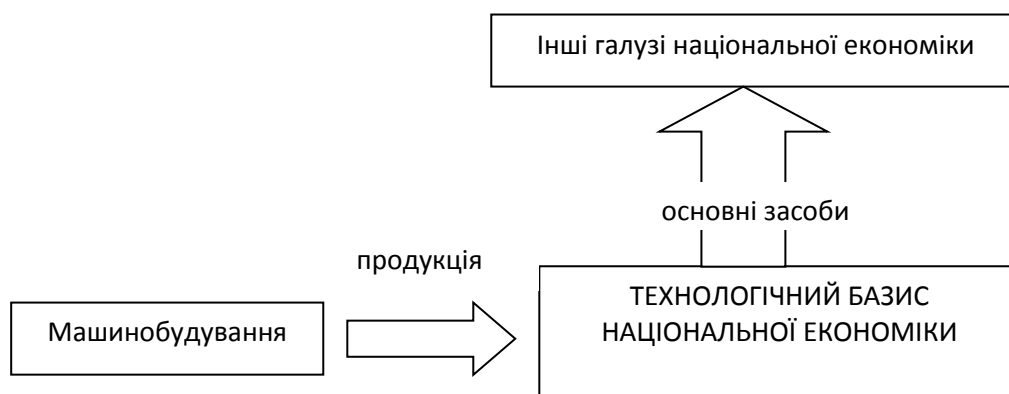 Інші галузі національної економіки
основні засоби
продукція
ТЕХНОЛОГІЧНИЙ БАЗИС
НАЦІОНАЛЬНОЇ ЕКОНОМІКИ
Машинобудування